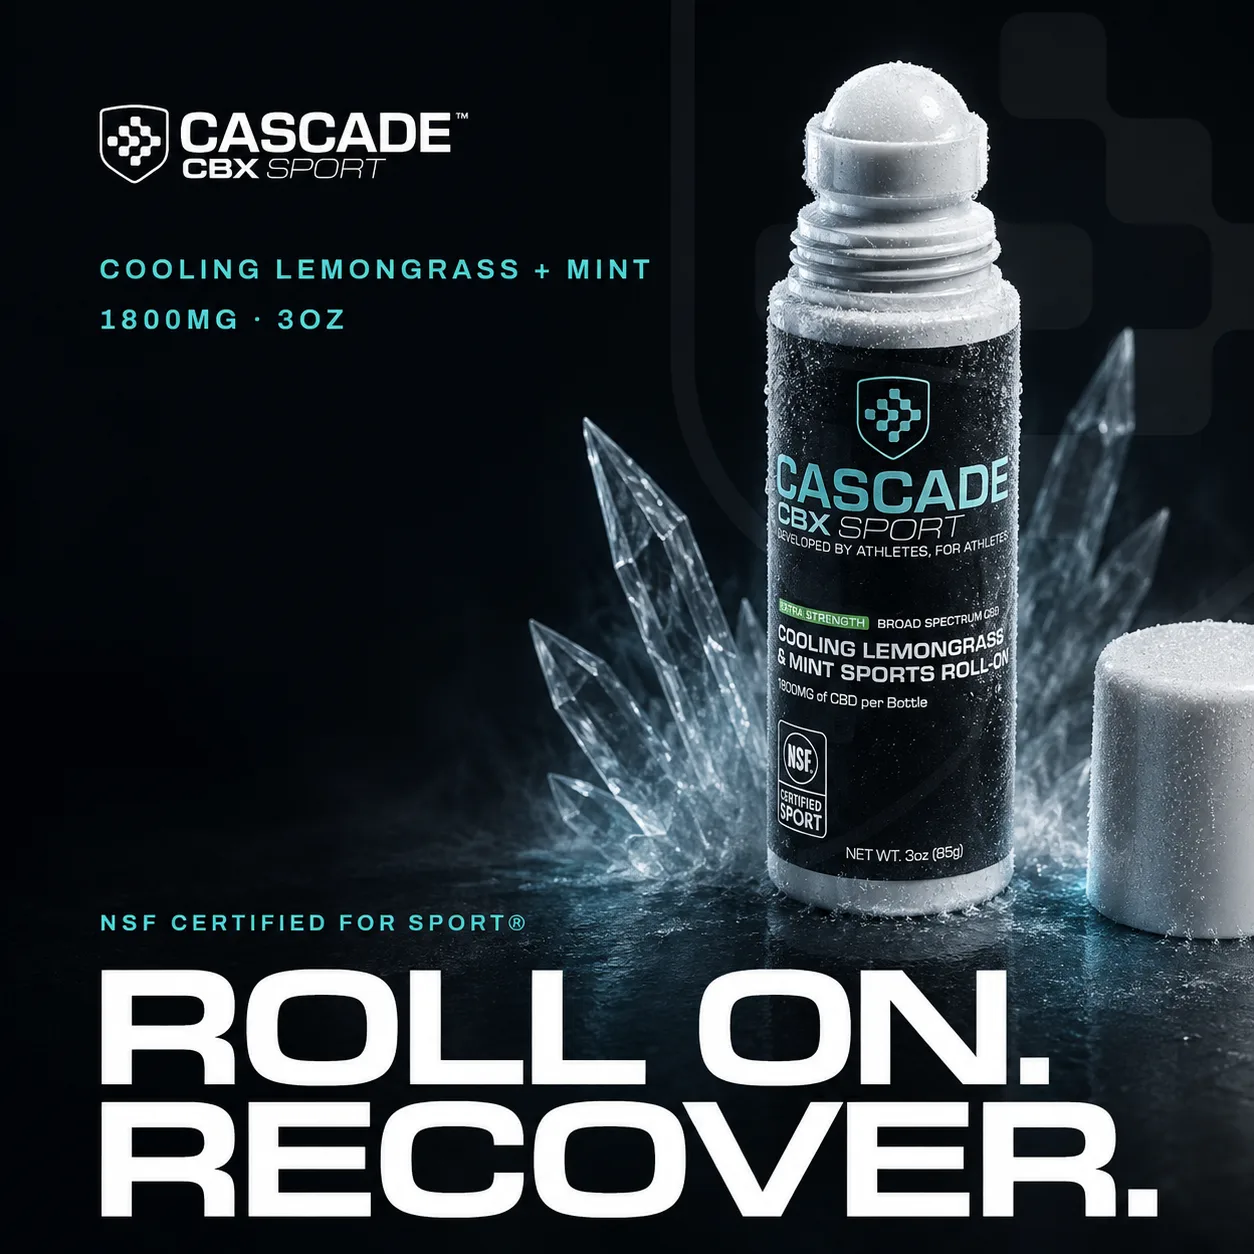 CASCADE™
CBX SPORT
COOLING LEMONGRASS + MINT
1800MG · 3OZ
CASCADE
CBX SPORT
DEVELOPED BY ATHLETES, FOR ATHLETES
EXTRA STRENGTH BROAD SPECTRUM CBD
COOLING LEMONGRASS
& MINT SPORTS ROLL-ON
1800MG of CBD per Bottle
NSF.
CERTIFIED
SPORT
NET WT. 3oz (85g)
NSF CERTIFIED FOR SPORT®
ROLL ON.
RECOVER.